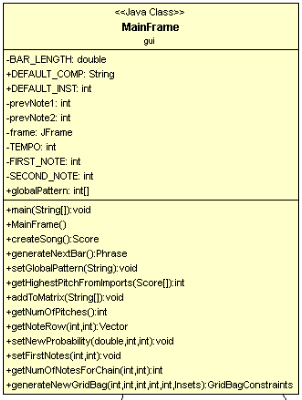 <<Java Class>>
MainFrame
gui
-BAR_LENGTH: double
+DEFAULT_COMP: String
+DEFAULT_INST: int
-prevNote1: int
-prevNote2: int
-frame: JFrame
-TEMPO: int
-FIRST_NOTE: int
-SECOND_NOTE: int
+globalPattern: int[]
+main(String[]):void
+MainFrame()
+createSong():Score
+generateNextBar():Phrase
+setGlobalPattern(String):void
+getHighestPitchFromImports(Score[]):int
+addToMatrix(String[]):void
+getNumOfPitches():int
+getNoteRow(int,int):Vector
+setNewProbability(double,int,int):void
+setFirstNotes(int,int):void
+getNumOfNotesForChain(int,int):int
+generateNewGridBag(int,int,int,int,int,Insets):GridBagConstraints